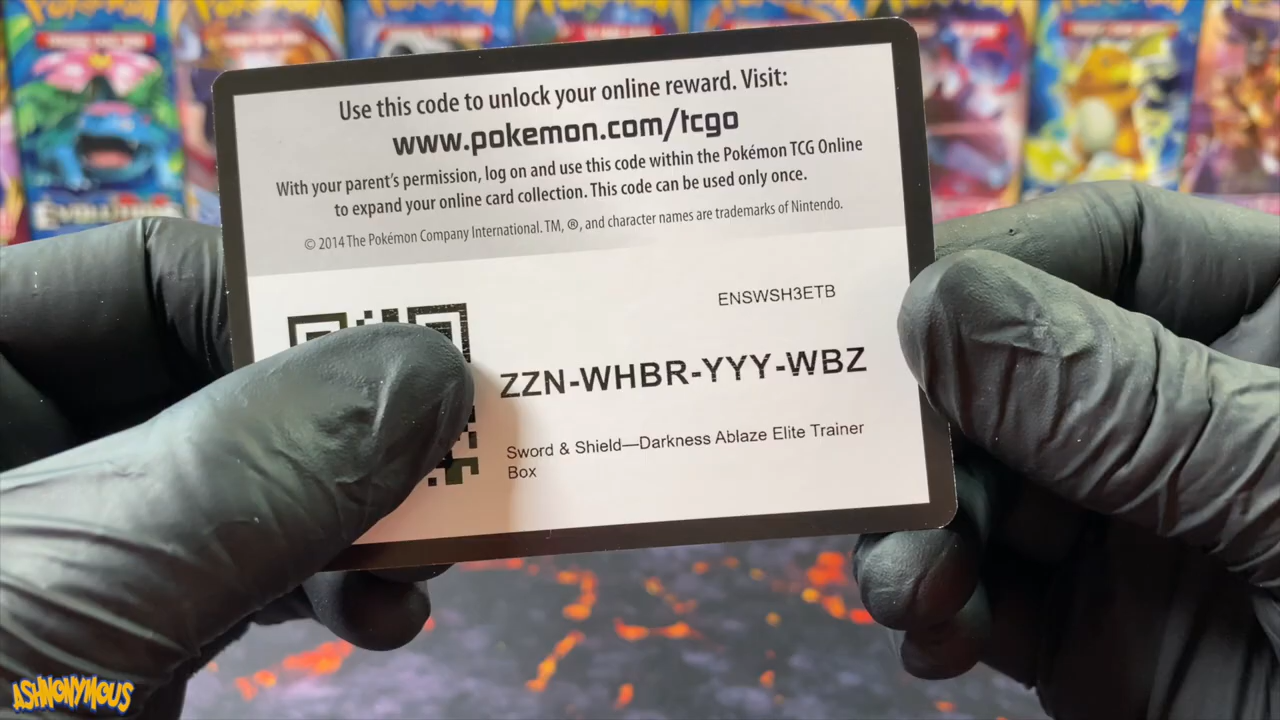 Use this code to unlock your online reward. Visit:
www.pokemon.com/tcgo
With your parent's permission, log on and use this code within the Pokémon TCG Online
to expand your online card collection. This code can be used only once.
© 2014 The Pokémon Company International. TM, ®, and character names are trademarks of Nintendo.
ENSWSH3ETB
ZZN-WHBR-YYY-WBZ
Sword & Shield—Darkness Ablaze Elite Trainer
Box
ASHNONYMOUS